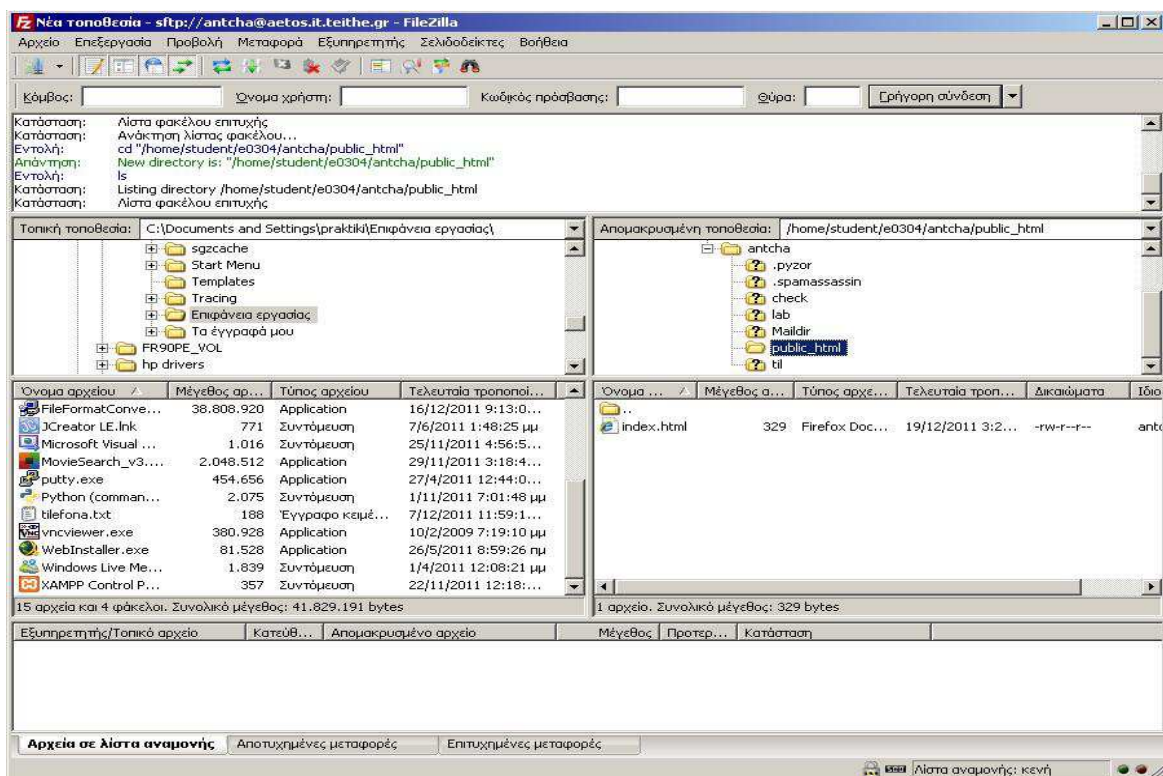 Νέα τοποθεσία - sftp://antcha@aetos.it.teithe.gr - FileZilla
Αρχείο Επεξεργασία Προβολή Μεταφορά Εξυπηρετητής Σελιδοδείκτες Βοήθεια
Κόμβος: Όνομα χρήστη: Κωδικός πρόσβασης: Θύρα: Γρήγορη σύνδεση
Κατάσταση: Λίστα φακέλου επιτυχής
Κατάσταση: Ανάκτηση λίστας φακέλου...
Εντολή: cd "/home/student/e0304/antcha/public_html"
Απάντηση: New directory is: "/home/student/e0304/antcha/public_html"
Εντολή: ls
Κατάσταση: Listing directory /home/student/e0304/antcha/public_html
Κατάσταση: Λίστα φακέλου επιτυχής
Τοπική τοποθεσία: C:\Documents and Settings\praktiki\Επιφάνεια εργασίας\
sgzcache
Start Menu
Templates
Tracing
Επιφάνεια εργασίας
Τα έγγραφά μου
FR90PE_VOL
hp drivers
Απομακρυσμένη τοποθεσία: /home/student/e0304/antcha/public_html
antcha
.pyzor
.spamassassin
check
lab
Maildir
public_html
til
Όνομα αρχείου Μέγεθος αρ... Τύπος αρχείου Τελευταία τροποποί...
FileFormatConve... 38.808.920 Application 16/12/2011 9:13:0...
JCreator LE.lnk 771 Συντόμευση 7/6/2011 1:48:25 μμ
Microsoft Visual ... 1.016 Συντόμευση 25/11/2011 4:56:5...
MovieSearch_v3.... 2.048.512 Application 29/11/2011 3:18:4...
putty.exe 454.656 Application 27/4/2011 12:44:0...
Python (comman... 2.075 Συντόμευση 1/11/2011 7:01:48 μμ
tilefona.txt 188 Έγγραφο κειμέ... 7/12/2011 11:59:1...
vncviewer.exe 380.928 Application 10/2/2009 7:19:10 μμ
WebInstaller.exe 81.528 Application 26/5/2011 8:59:26 πμ
Windows Live Me... 1.839 Συντόμευση 1/4/2011 12:08:21 μμ
XAMPP Control P... 357 Συντόμευση 22/11/2011 12:18:...
15 αρχεία και 4 φάκελοι. Συνολικό μέγεθος: 41.829.191 bytes
Όνομα ... Μέγεθος α... Τύπος αρχε... Τελευταία τροπ... Δικαιώματα Ιδιο
..
index.html 329 Firefox Doc... 19/12/2011 3:2... -rw-r--r-- antc
1 αρχείο. Συνολικό μέγεθος: 329 bytes
Εξυπηρετητής/Τοπικό αρχείο Κατεύθ... Απομακρυσμένο αρχείο Μέγεθος Προτερ... Κατάσταση
Αρχεία σε λίστα αναμονής Αποτυχημένες μεταφορές Επιτυχημένες μεταφορές
Λίστα αναμονής: κενή